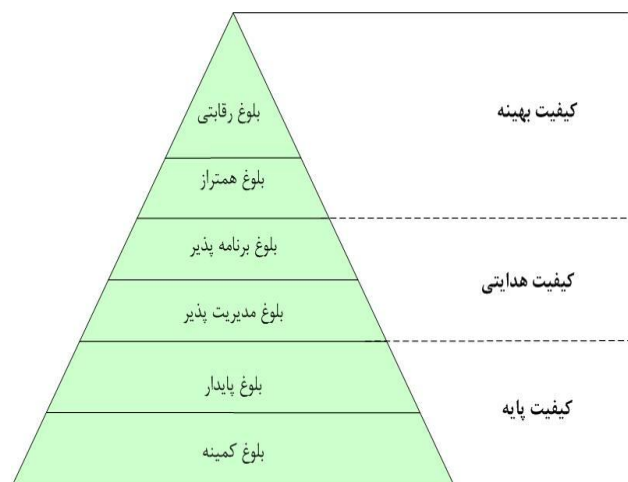 بلوغ رقابتی
کیفیت بهینه
بلوغ همتراز
بلوغ برنامه پذیر
کیفیت هدایتی
بلوغ مدیریت پذیر
بلوغ پایدار
کیفیت پایه
بلوغ کمینه